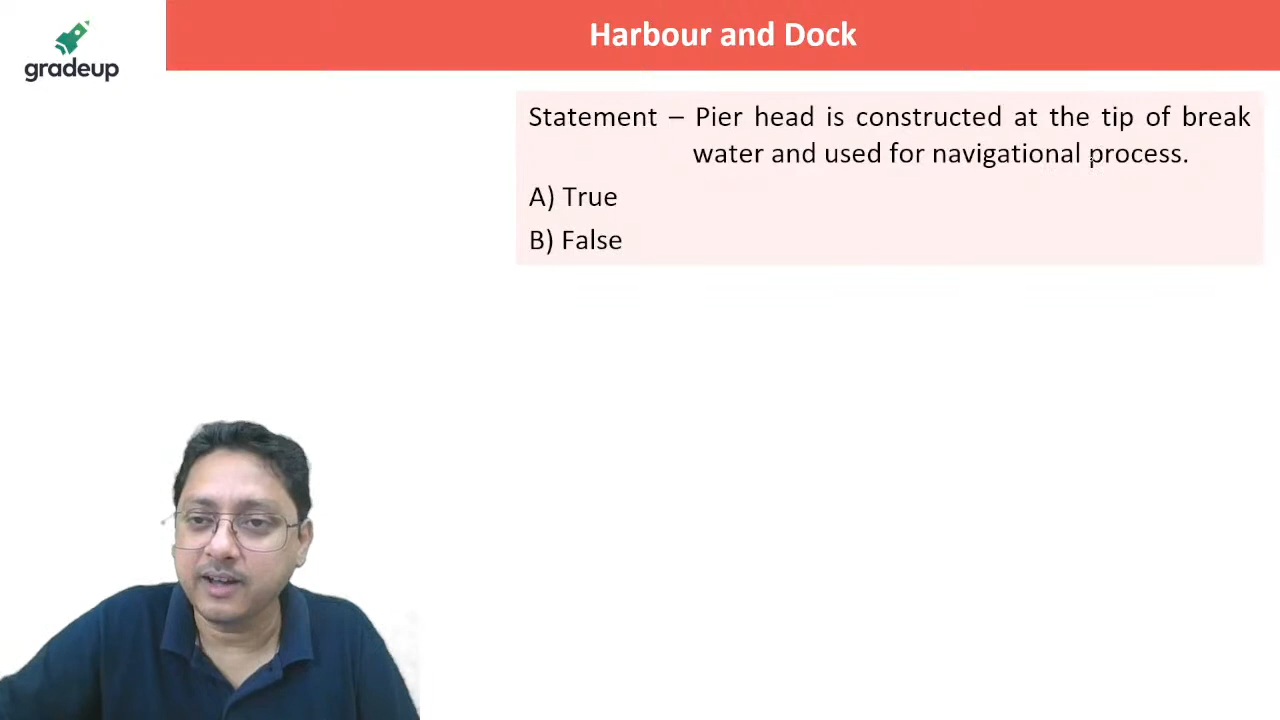 Harbour and Dock
gradeup
Statement – Pier head is constructed at the tip of break
water and used for navigational process.
A) True
B) False